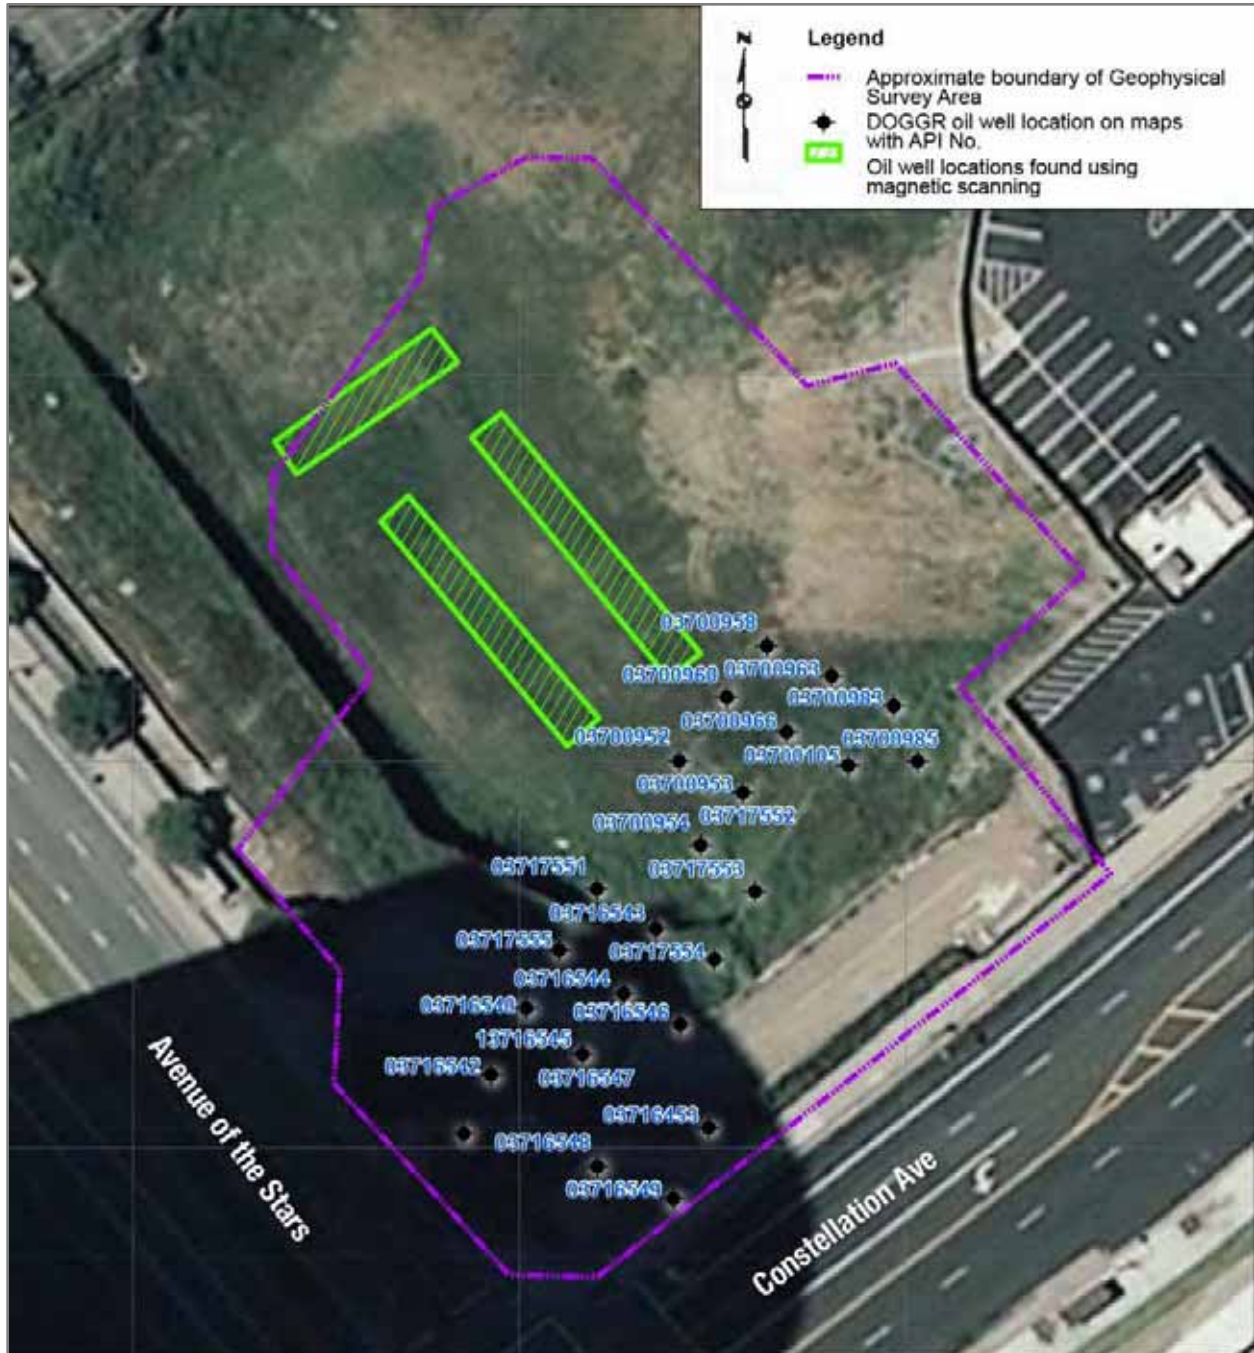 N
Legend
Approximate boundary of Geophysical
Survey Area
DOGGR oil well location on maps
with API No.
Oil well locations found using
magnetic scanning
03700958
03700963
03700960
03700983
03700966
03700952
03700985
03700105
03700953
03717552
03700954
03717553
03717551
03716543
03717555
03717554
03716544
03716540
03716546
13716545
03716542
03716547
03716453
03716548
03716549
Avenue of the Stars
Constellation Ave